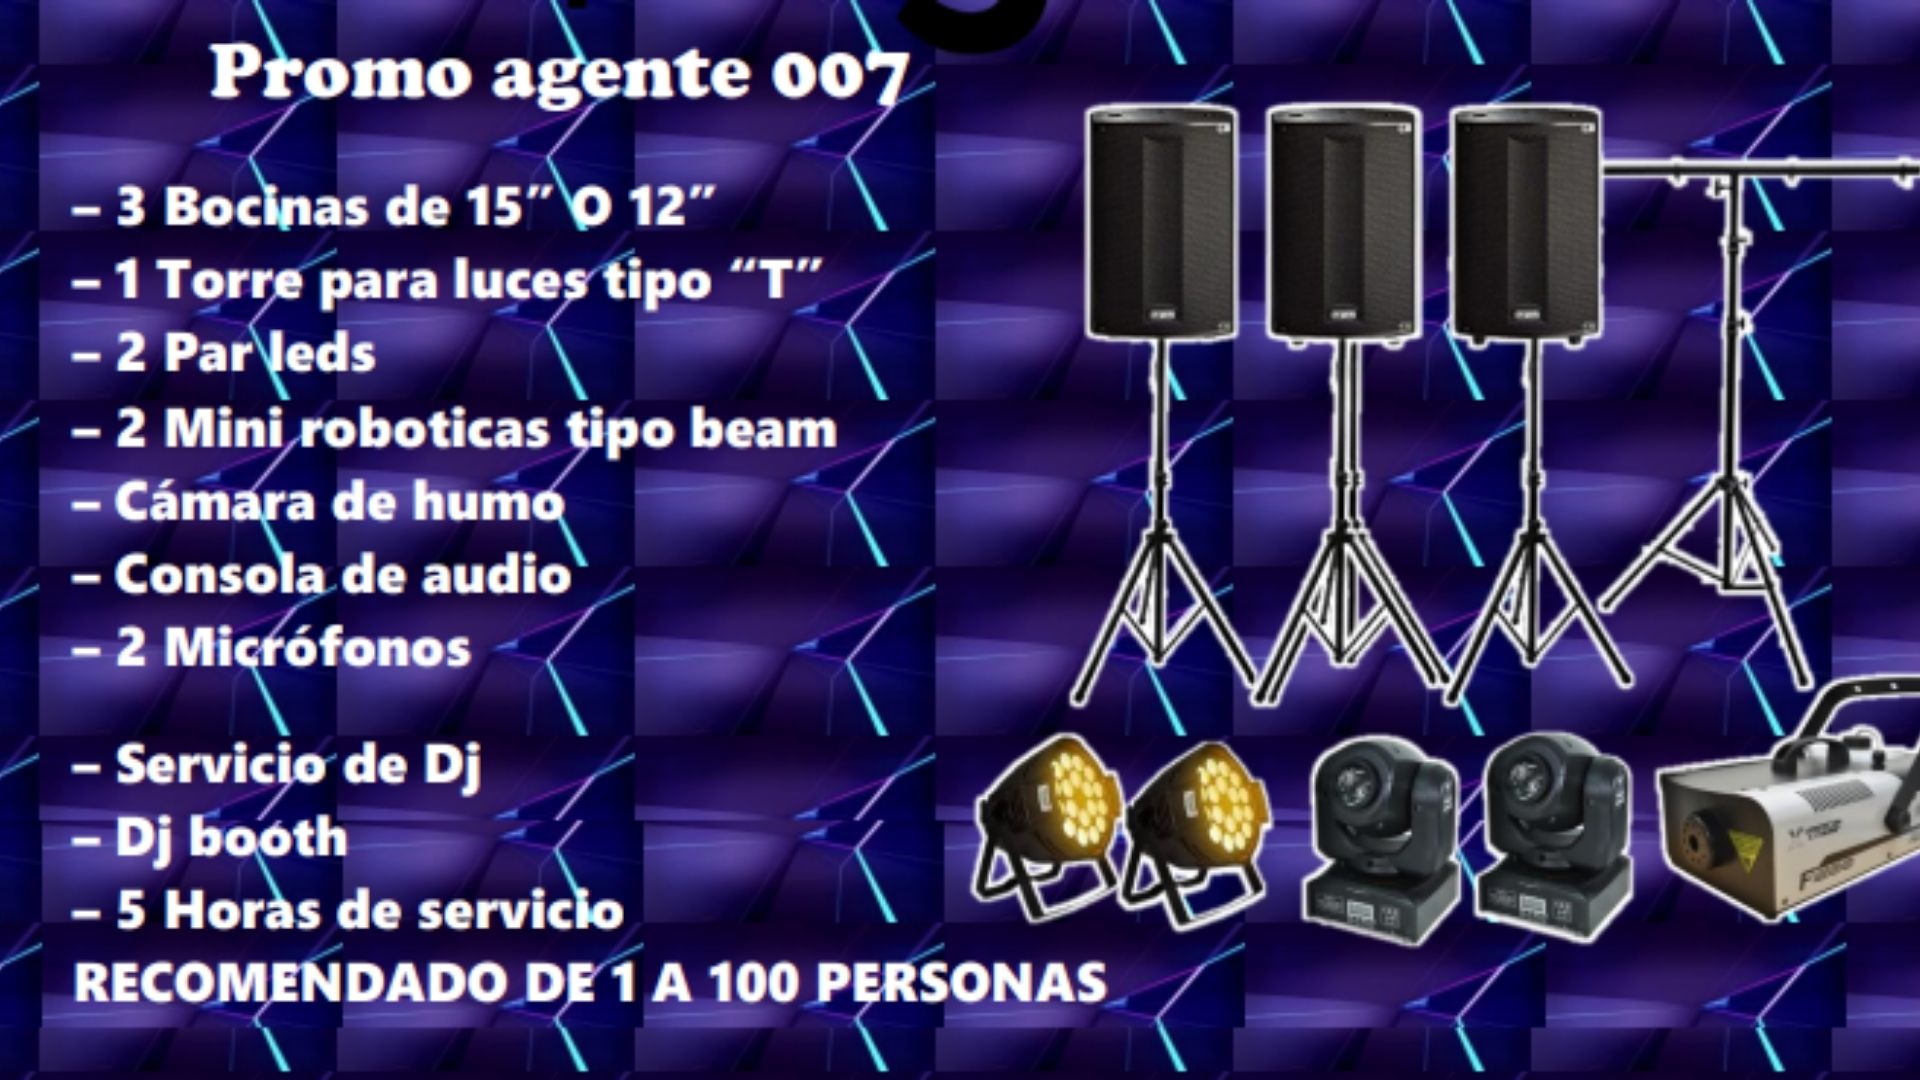 Promo agente 007
– 3 Bocinas de 15” O 12”
– 1 Torre para luces tipo “T”
– 2 Par leds
– 2 Mini roboticas tipo beam
– Cámara de humo
– Consola de audio
– 2 Micrófonos
– Servicio de Dj
– Dj booth
– 5 Horas de servicio
RECOMENDADO DE 1 A 100 PERSONAS